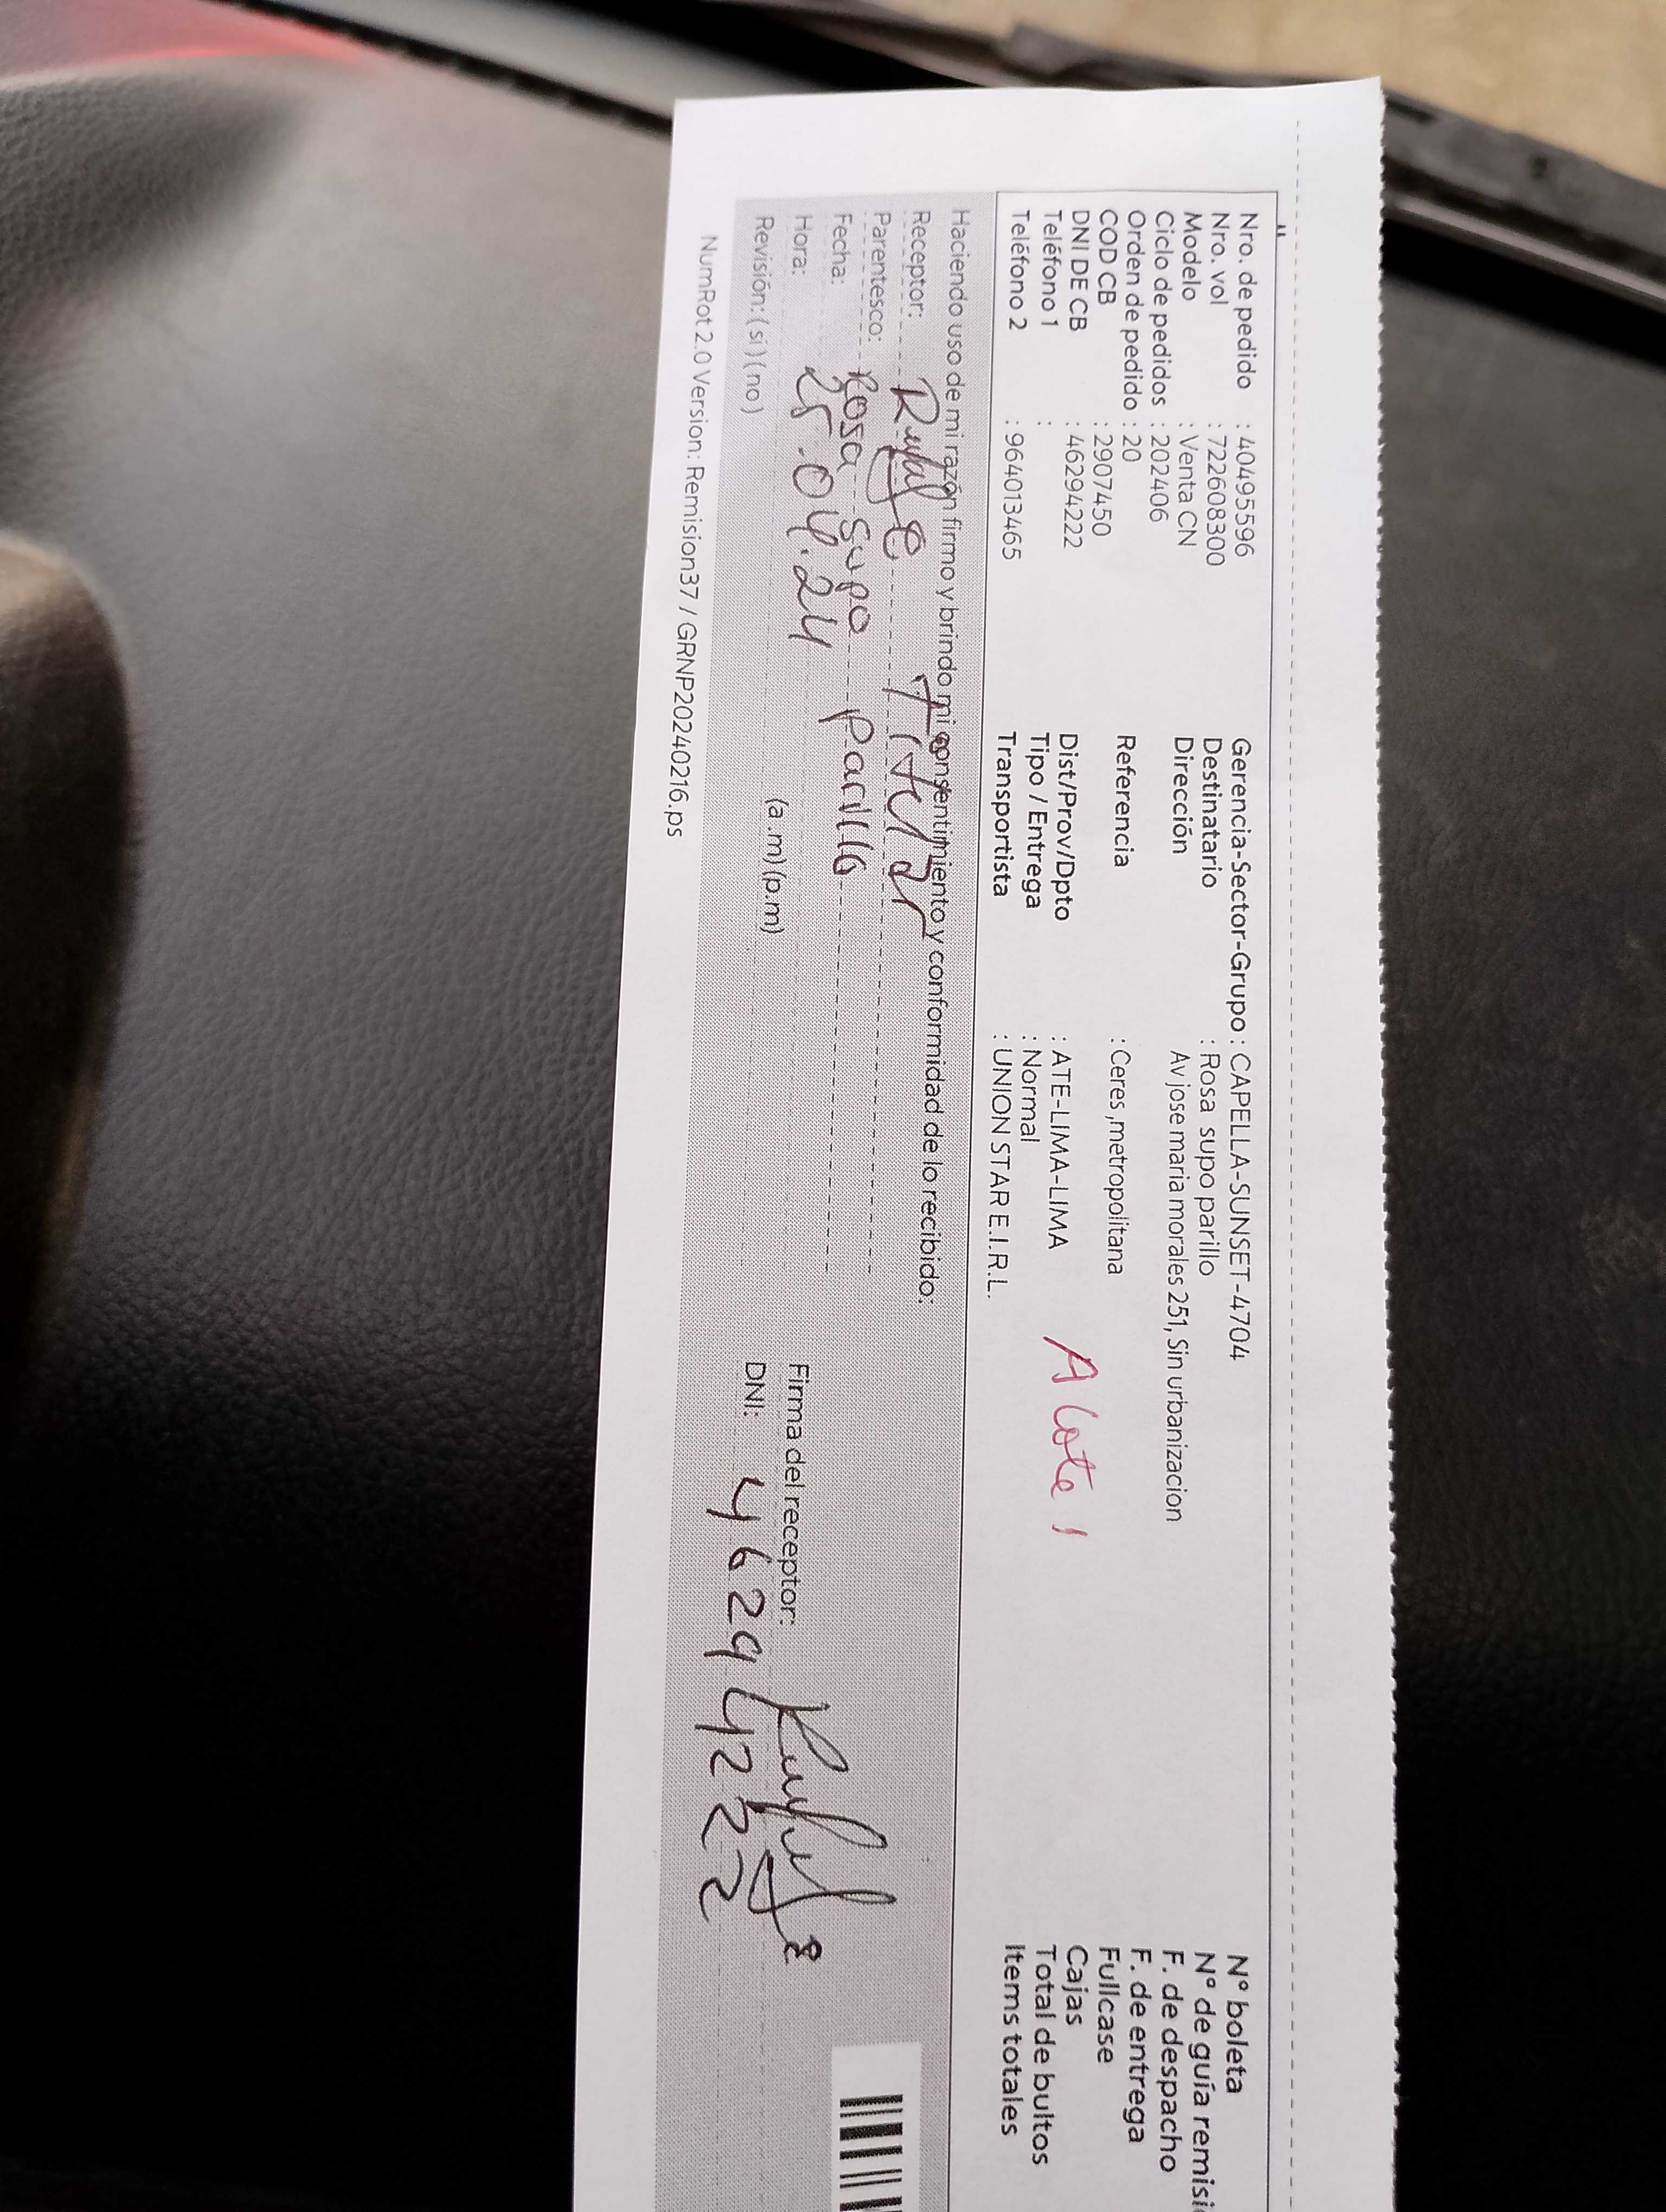 Nro. de pedido : 40495596
Nro. vol : 722608300
Modelo : Venta CN
Ciclo de pedidos : 202406
Orden de pedido : 20
COD CB : 2907450
DNI DE CB : 46294222
Teléfono 1 :
Teléfono 2 : 964013465
Gerencia-Sector-Grupo : CAPELLA-SUNSET-4704
Destinatario : Rosa supo parillo
Dirección Av jose maria morales 251, Sin urbanizacion
Referencia : Ceres ,metropolitana
Dist/Prov/Dpto : ATE-LIMA-LIMA
Tipo / Entrega : Normal
Transportista : UNION STAR E.I.R.L.
A lote 1
N° boleta
N° de guía remisi
F. de despacho
F. de entrega
Fullcase
Cajas
Total de bultos
Items totales
Haciendo uso de mi razón firmo y brindo mi consentimiento y conformidad de lo recibido:
Receptor: Titular
Parentesco: Rosa Supo Parillo
Fecha: 25.04.24
Hora: (a.m)(p.m)
Revisión: ( si ) ( no )
Firma del receptor:
DNI: 46294222
NumRot 2.0 Version: Remision37 / GRNP20240216.ps